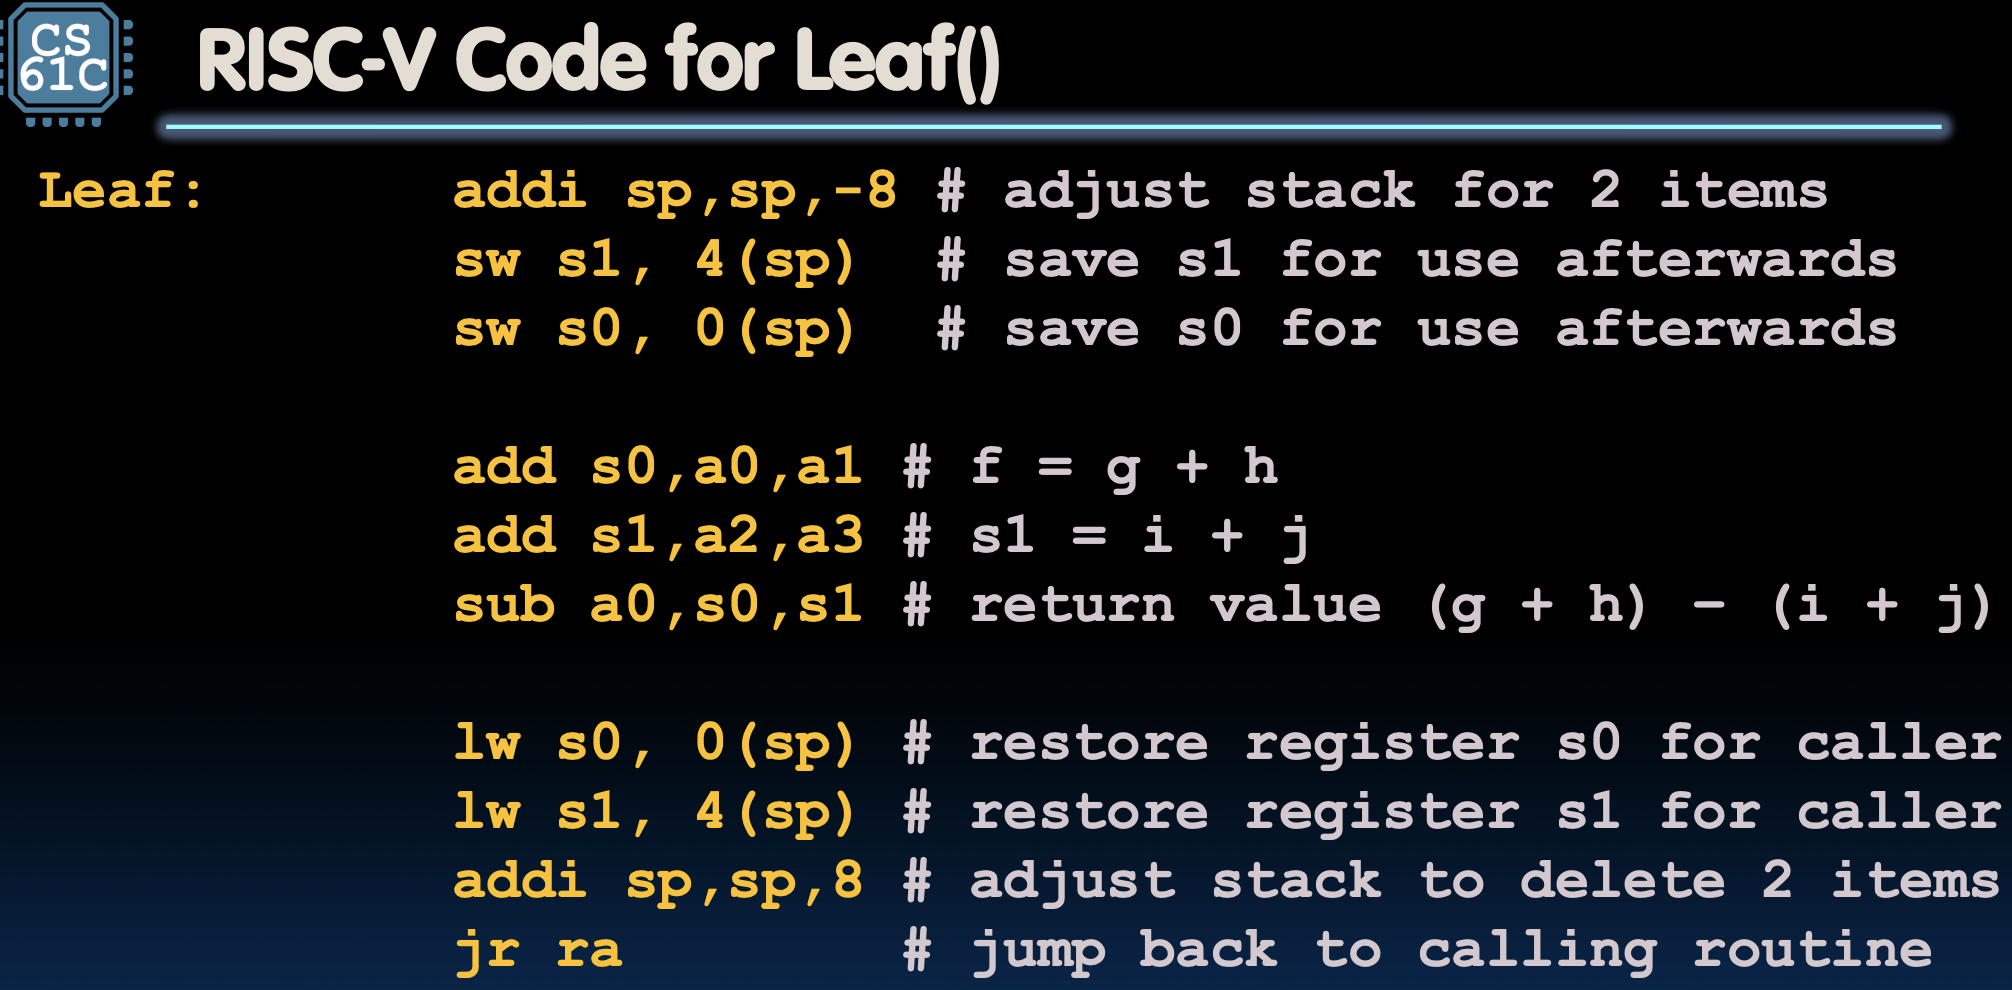 CS
61C
RISC-V Code for Leaf()
Leaf: addi sp,sp,-8 # adjust stack for 2 items
sw s1, 4(sp) # save s1 for use afterwards
sw s0, 0(sp) # save s0 for use afterwards
add s0,a0,a1 # f = g + h
add s1,a2,a3 # s1 = i + j
sub a0,s0,s1 # return value (g + h) - (i + j)
lw s0, 0(sp) # restore register s0 for caller
lw s1, 4(sp) # restore register s1 for caller
addi sp,sp,8 # adjust stack to delete 2 items
jr ra # jump back to calling routine